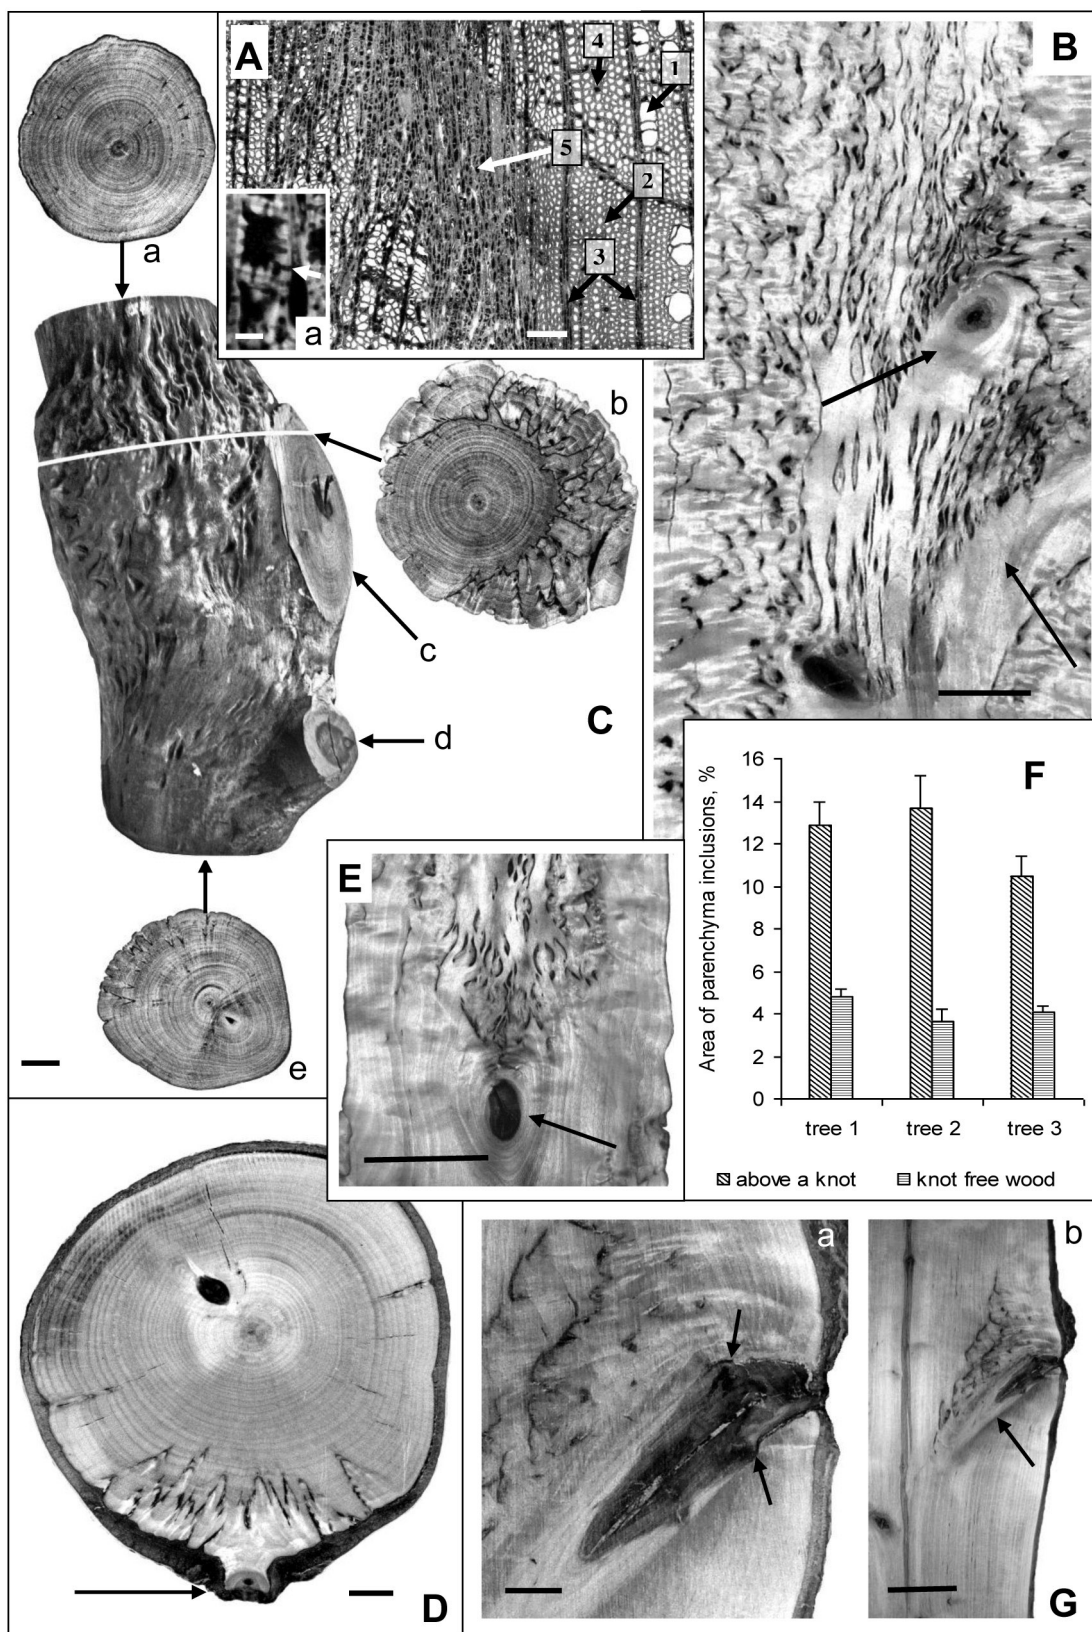 A
4
1
5
2
3
a
B
a
b
c
C
d
e
E
F
Area of parenchyma inclusions, %
16
14
12
10
8
6
4
2
0
tree 1
tree 2
tree 3
above a knot
knot free wood
D
a
b
G